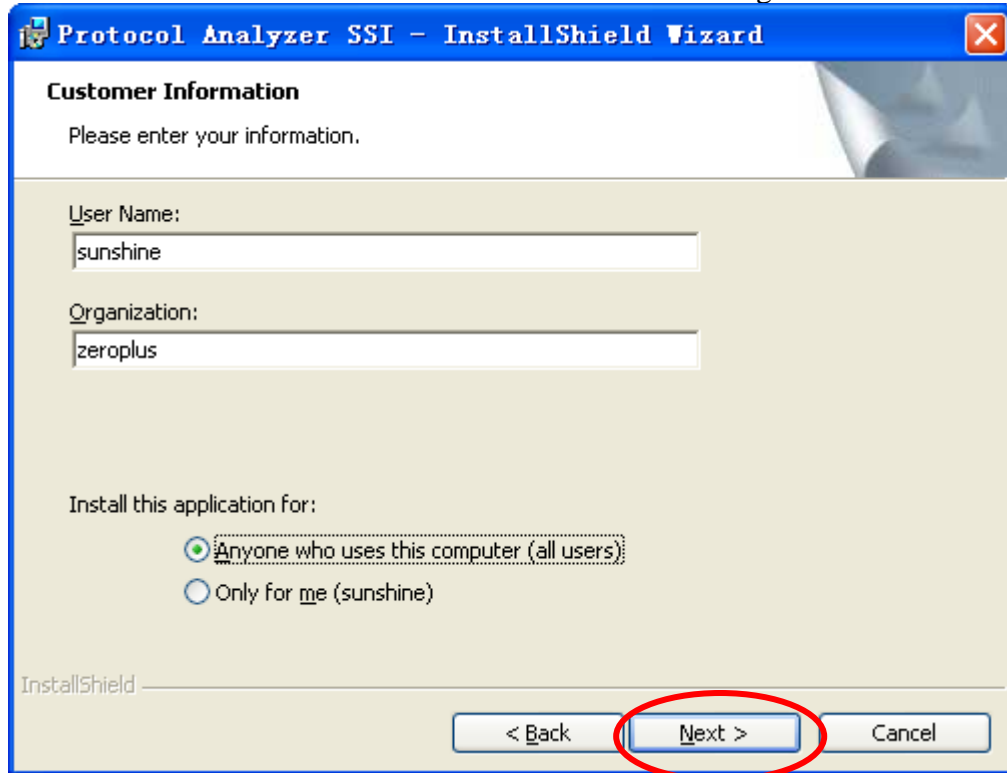 Protocol Analyzer SSI - InstallShield Wizard
Customer Information
Please enter your information.
User Name:
sunshine
Organization:
zeroplus
Install this application for:
Anyone who uses this computer (all users)
Only for me (sunshine)
InstallShield
< Back Next > Cancel